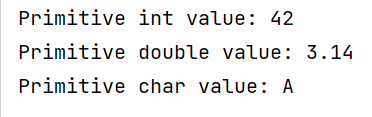 Primitive int value: 42
Primitive double value: 3.14
Primitive char value: A